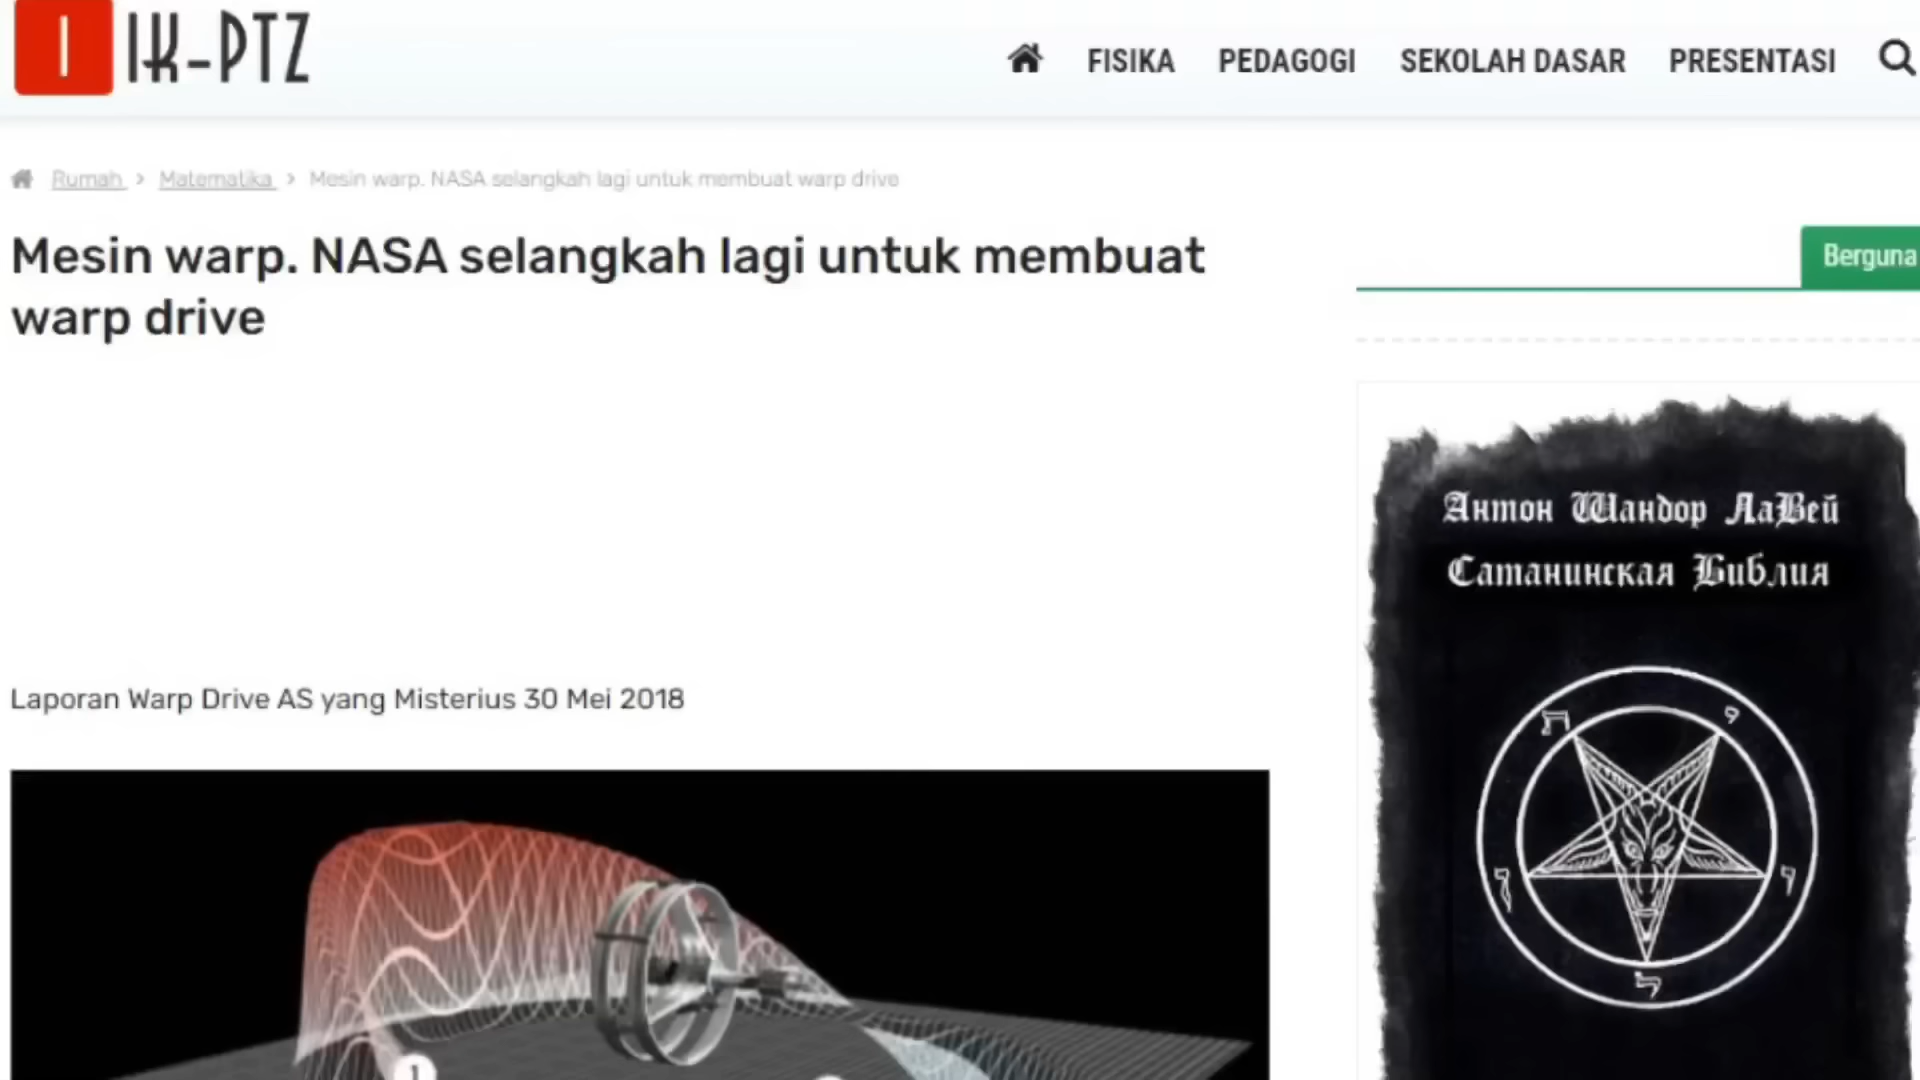 I IK-PTZ
FISIKA PEDAGOGI SEKOLAH DASAR PRESENTASI
Rumah > Matematika > Mesin warp. NASA selangkah lagi untuk membuat warp drive
Mesin warp. NASA selangkah lagi untuk membuat
warp drive
Berguna
Laporan Warp Drive AS yang Misterius 30 Mei 2018
1
Антон Шандор ЛаВей
Сатанинская Библия
ת
י
ו
י
ל